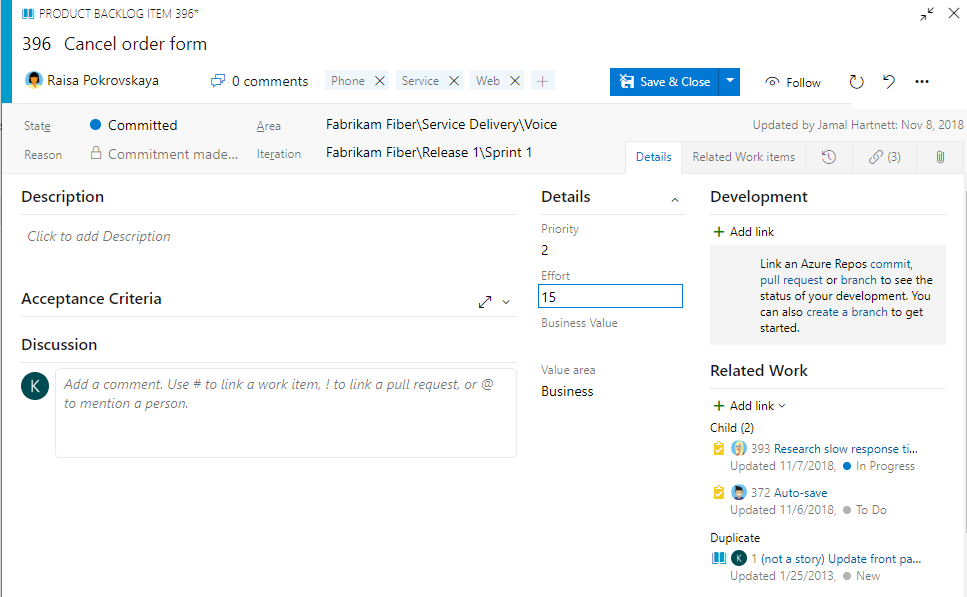 PRODUCT BACKLOG ITEM 396*
396 Cancel order form
Raisa Pokrovskaya
0 comments
Phone
Service
Web
Save & Close
Follow
State
Committed
Area
Fabrikam Fiber\Service Delivery\Voice
Updated by Jamal Hartnett: Nov 8, 2018
Reason
Commitment made...
Iteration
Fabrikam Fiber\Release 1\Sprint 1
Details
Related Work items
(3)
Description
Click to add Description
Acceptance Criteria
Discussion
K
Add a comment. Use # to link a work item, ! to link a pull request, or @
to mention a person.
Details
Priority
2
Effort
15
Business Value
Value area
Business
Development
+ Add link
Link an Azure Repos commit,
pull request or branch to see the
status of your development. You
can also create a branch to get
started.
Related Work
+ Add link
Child (2)
393 Research slow response ti...
Updated 11/7/2018, In Progress
372 Auto-save
Updated 11/6/2018, To Do
Duplicate
K 1 (not a story) Update front pa...
Updated 1/25/2013, New